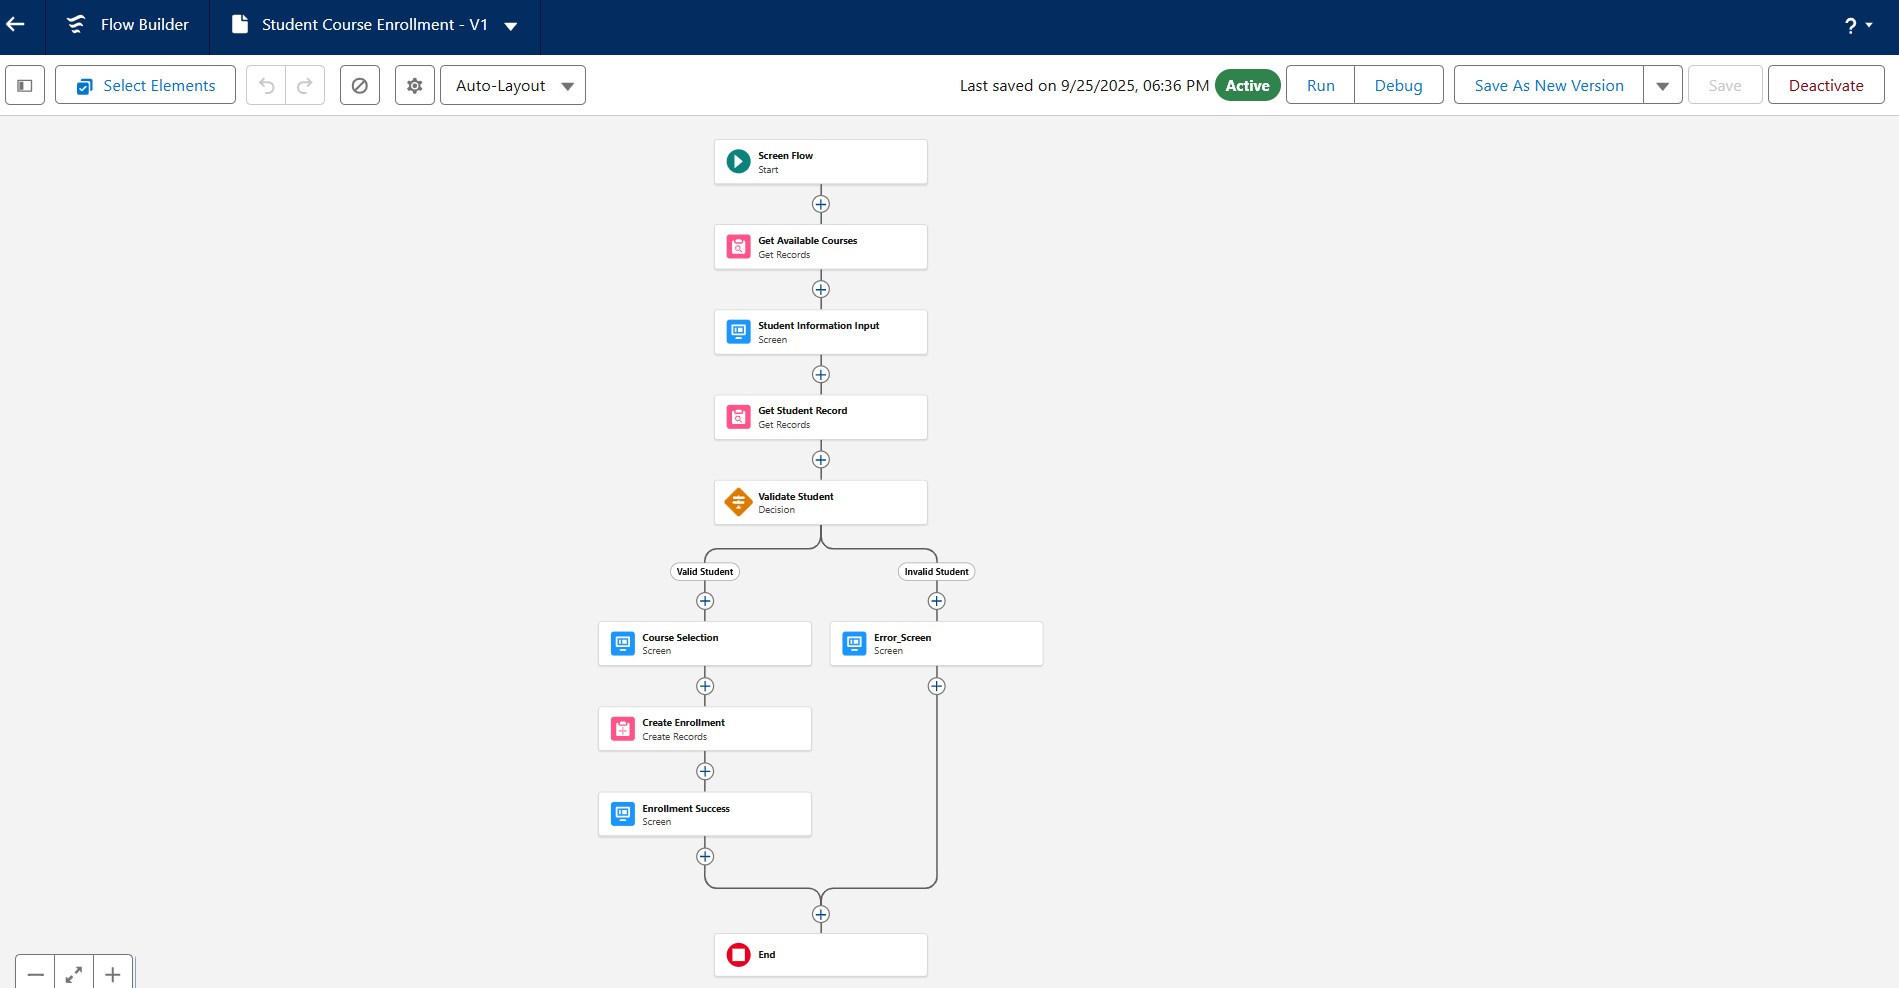 Flow Builder
Student Course Enrollment - V1
?
Select Elements
Auto-Layout
Last saved on 9/25/2025, 06:36 PM
Active
Run
Debug
Save As New Version
Save
Deactivate
Screen Flow
Start
Get Available Courses
Get Records
Student Information Input
Screen
Get Student Record
Get Records
Validate Student
Decision
Valid Student
Invalid Student
Course Selection
Screen
Error_Screen
Screen
Create Enrollment
Create Records
Enrollment Success
Screen
End